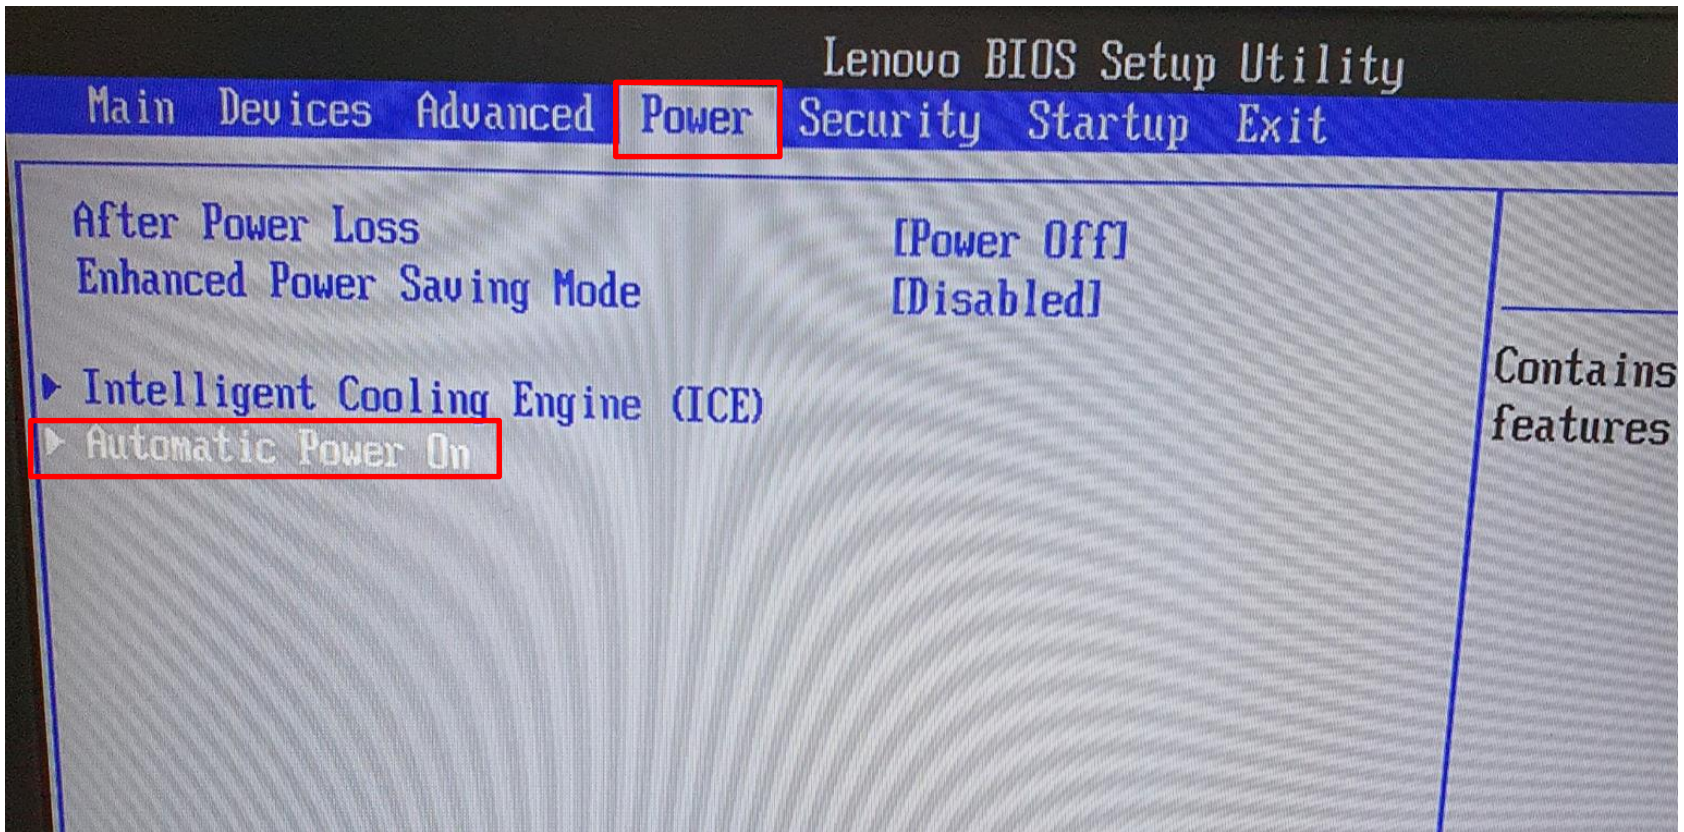 Lenovo BIOS Setup Utility
Main Devices Advanced Power Security Startup Exit
After Power Loss [Power Off]
Enhanced Power Saving Mode [Disabled]
Intelligent Cooling Engine (ICE)
Automatic Power On
Contains
features